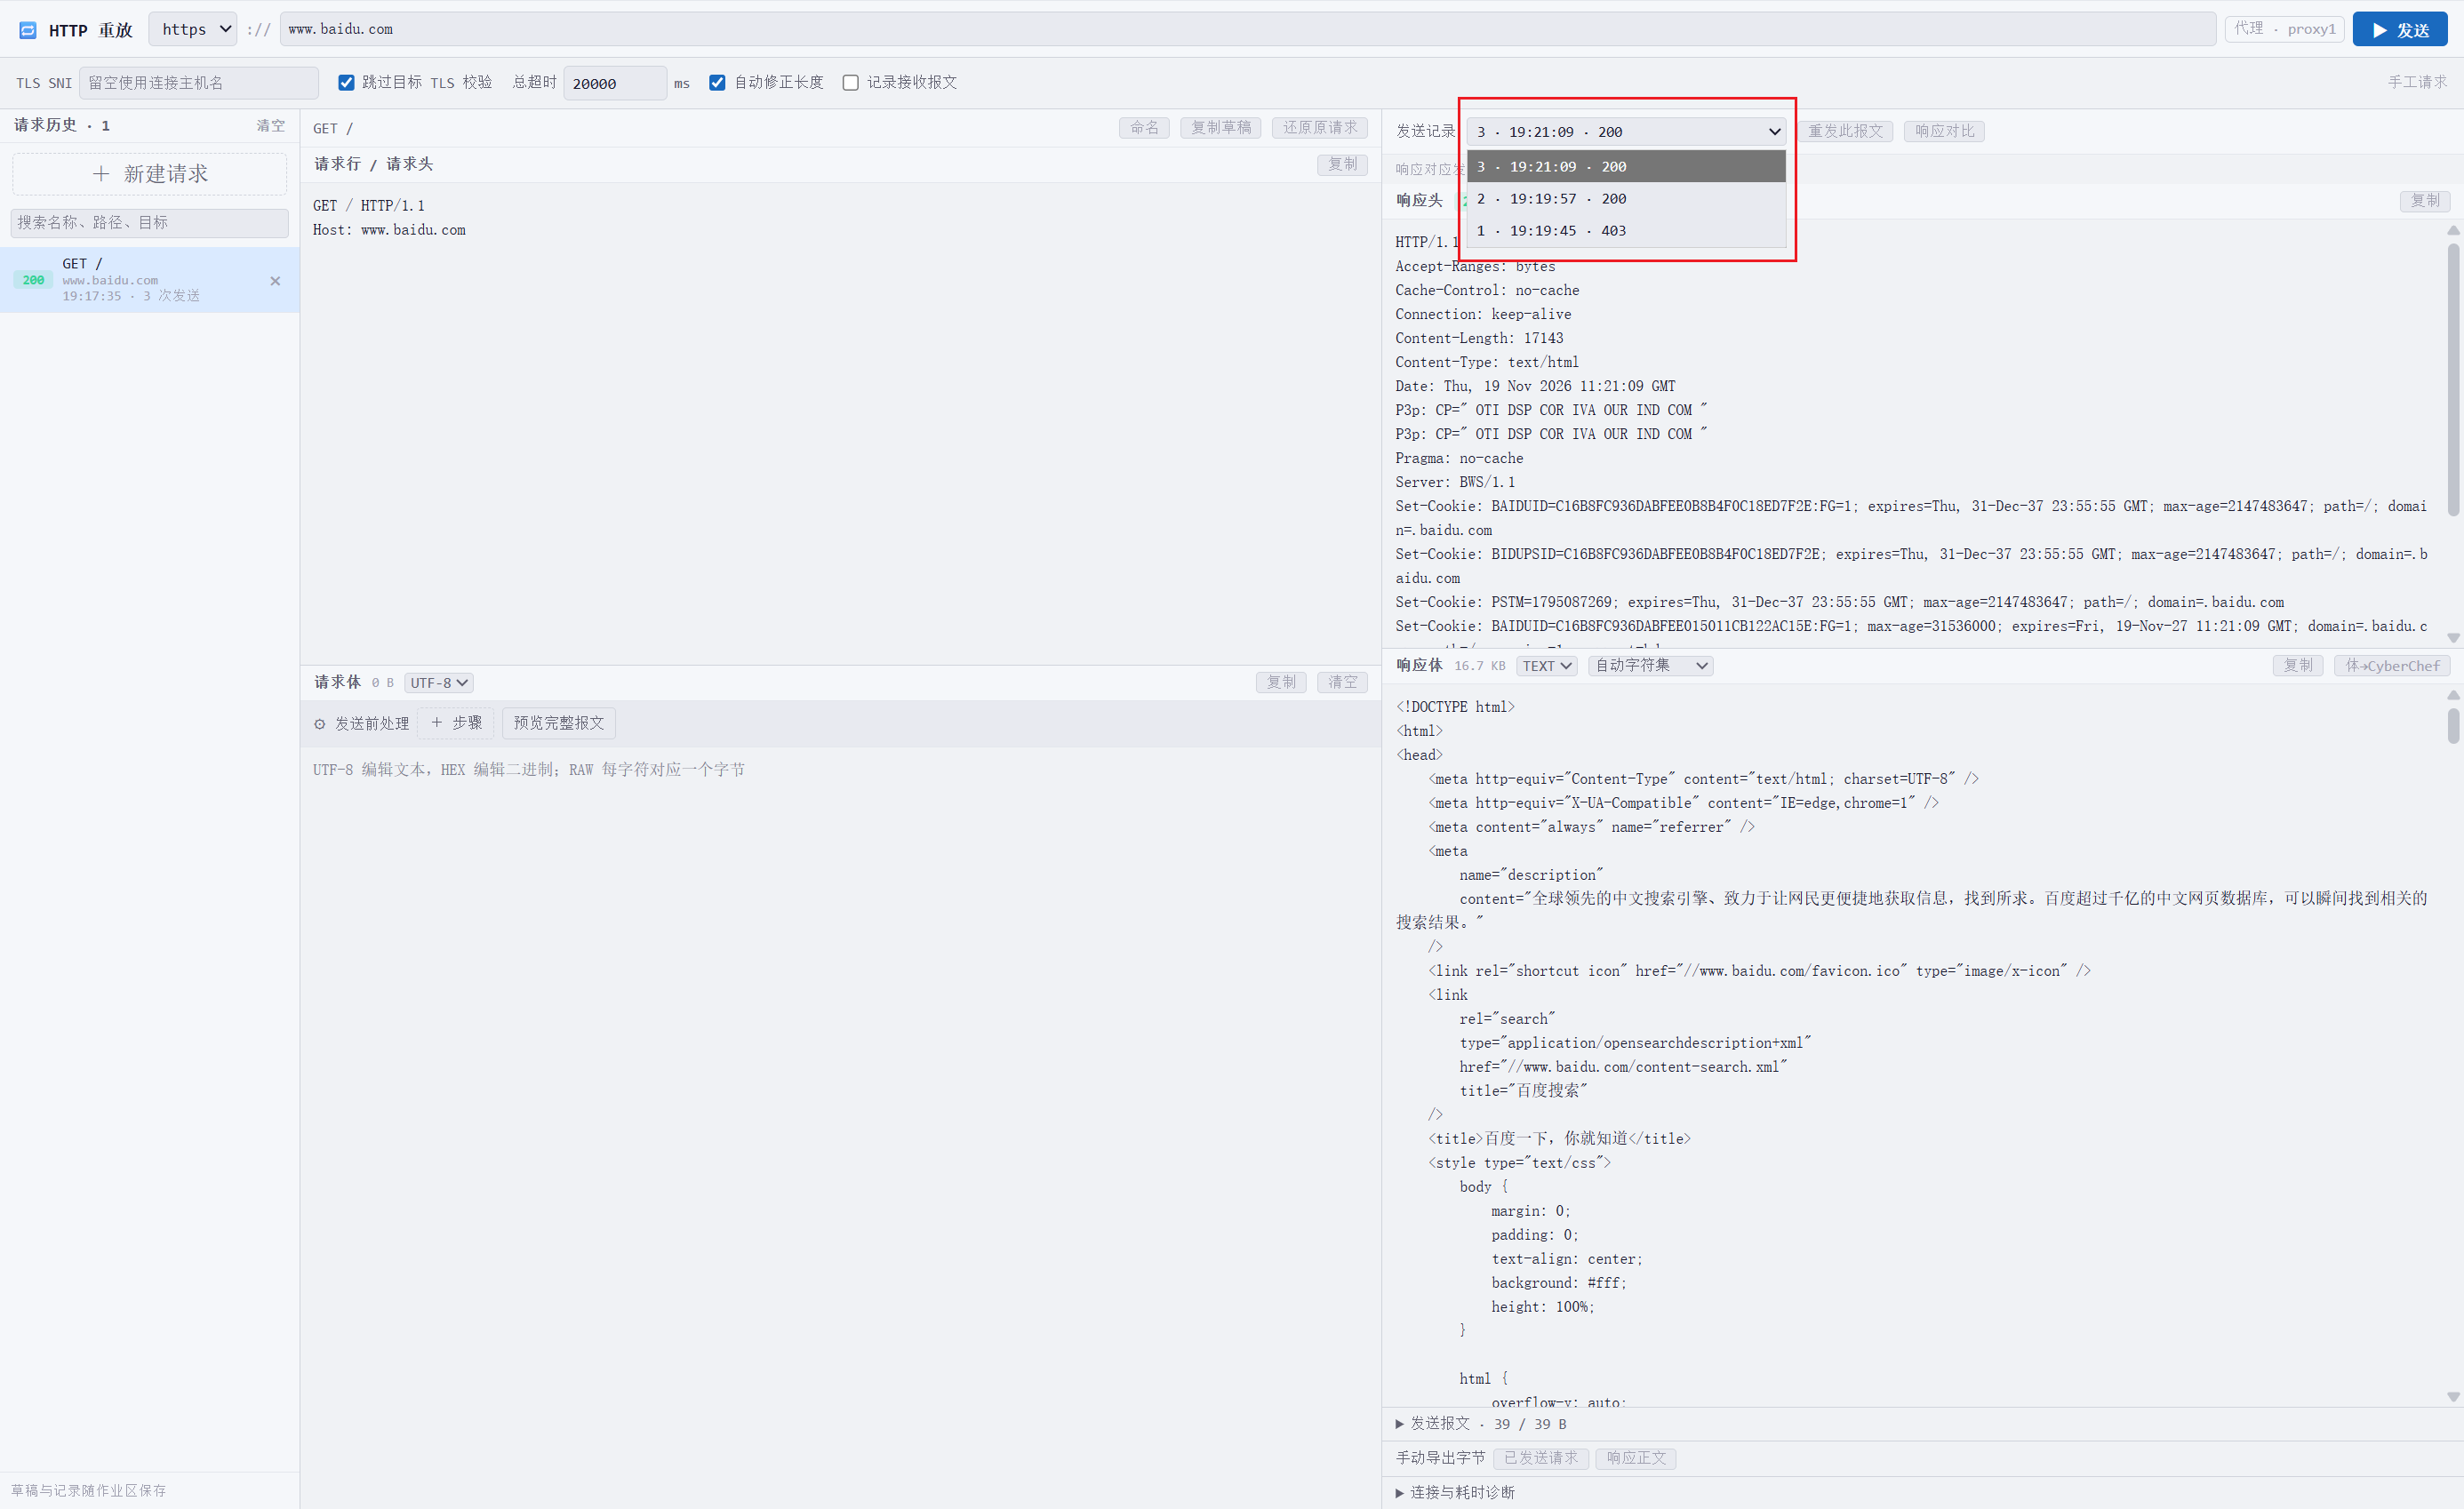 HTTP 重放 https :// www.baidu.com 代理 · proxy1 ▶ 发送
TLS SNI 留空使用连接主机名 跳过目标 TLS 校验 总超时 20000 ms 自动修正长度 记录接收报文 手工请求
请求历史 · 1 清空
+ 新建请求
搜索名称、路径、目标
200 GET /
www.baidu.com
19:17:35 · 3 次发送
草稿与记录随作业区保存
GET / 命名 复制草稿 还原原请求
请求行 / 请求头 复制
GET / HTTP/1.1
Host: www.baidu.com
请求体 0 B UTF-8 复制 清空
发送前处理 + 步骤 预览完整报文
UTF-8 编辑文本，HEX 编辑二进制；RAW 每字符对应一个字节
发送记录 3 · 19:21:09 · 200 重发此报文 响应对比
3 · 19:21:09 · 200
2 · 19:19:57 · 200
1 · 19:19:45 · 403
响应对应发
响应头 复制
HTTP/1.1
Accept-Ranges: bytes
Cache-Control: no-cache
Connection: keep-alive
Content-Length: 17143
Content-Type: text/html
Date: Thu, 19 Nov 2026 11:21:09 GMT
P3p: CP=" OTI DSP COR IVA OUR IND COM "
P3p: CP=" OTI DSP COR IVA OUR IND COM "
Pragma: no-cache
Server: BWS/1.1
Set-Cookie: BAIDUID=C16B8FC936DABFEE0B8B4F0C18ED7F2E:FG=1; expires=Thu, 31-Dec-37 23:55:55 GMT; max-age=2147483647; path=/; domai
n=.baidu.com
Set-Cookie: BIDUPSID=C16B8FC936DABFEE0B8B4F0C18ED7F2E; expires=Thu, 31-Dec-37 23:55:55 GMT; max-age=2147483647; path=/; domain=.b
aidu.com
Set-Cookie: PSTM=1795087269; expires=Thu, 31-Dec-37 23:55:55 GMT; max-age=2147483647; path=/; domain=.baidu.com
Set-Cookie: BAIDUID=C16B8FC936DABFEE015011CB122AC15E:FG=1; max-age=31536000; expires=Fri, 19-Nov-27 11:21:09 GMT; domain=.baidu.c
响应体 16.7 KB TEXT 自动字符集 复制 体→CyberChef
<!DOCTYPE html>
<html>
<head>
<meta http-equiv="Content-Type" content="text/html; charset=UTF-8" />
<meta http-equiv="X-UA-Compatible" content="IE=edge,chrome=1" />
<meta content="always" name="referrer" />
<meta
name="description"
content="全球领先的中文搜索引擎、致力于让网民更便捷地获取信息，找到所求。百度超过千亿的中文网页数据库，可以瞬间找到相关的
搜索结果。"
/>
<link rel="shortcut icon" href="//www.baidu.com/favicon.ico" type="image/x-icon" />
<link
rel="search"
type="application/opensearchdescription+xml"
href="//www.baidu.com/content-search.xml"
title="百度搜索"
/>
<title>百度一下，你就知道</title>
<style type="text/css">
body {
margin: 0;
padding: 0;
text-align: center;
background: #fff;
height: 100%;
}
html {
overflow-y: auto;
▶ 发送报文 · 39 / 39 B
手动导出字节 已发送请求 响应正文
▶ 连接与耗时诊断